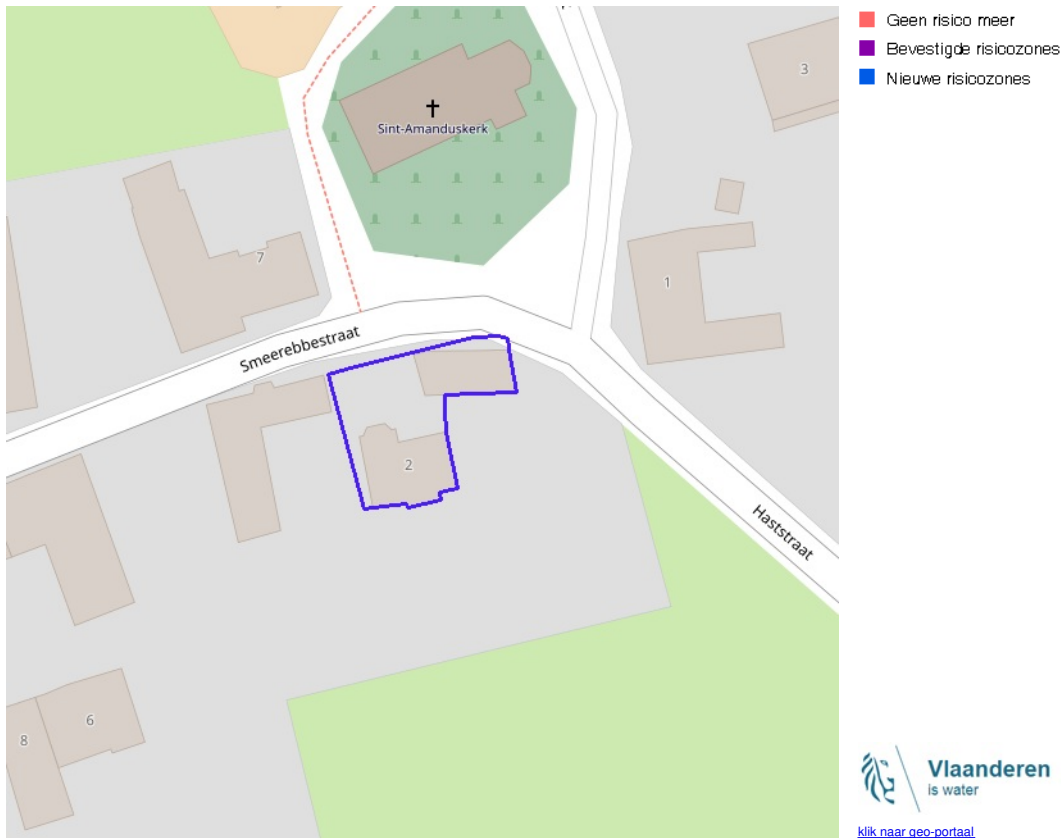 Geen risico meer
Bevestigde risicozones
Nieuwe risicozones
3
Sint-Amanduskerk
7
1
Smeerebbestraat
2
Haststraat
6
8
Vlaanderen
is water
klik naar geo-portaal